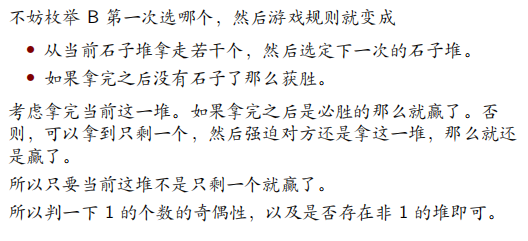 不妨枚举 B 第一次选哪个，然后游戏规则就变成
• 从当前石子堆拿走若干个，然后选定下一次的石子堆。
• 如果拿完之后没有石子了那么获胜。
考虑拿完当前这一堆。如果拿完之后是必胜的那么就赢了。否
则，可以拿到只剩一个，然后强迫对方还是拿这一堆，那么就还
是赢了。
所以只要当前这堆不是只剩一个就赢了。
所以判一下 1 的个数的奇偶性，以及是否存在非 1 的堆即可。